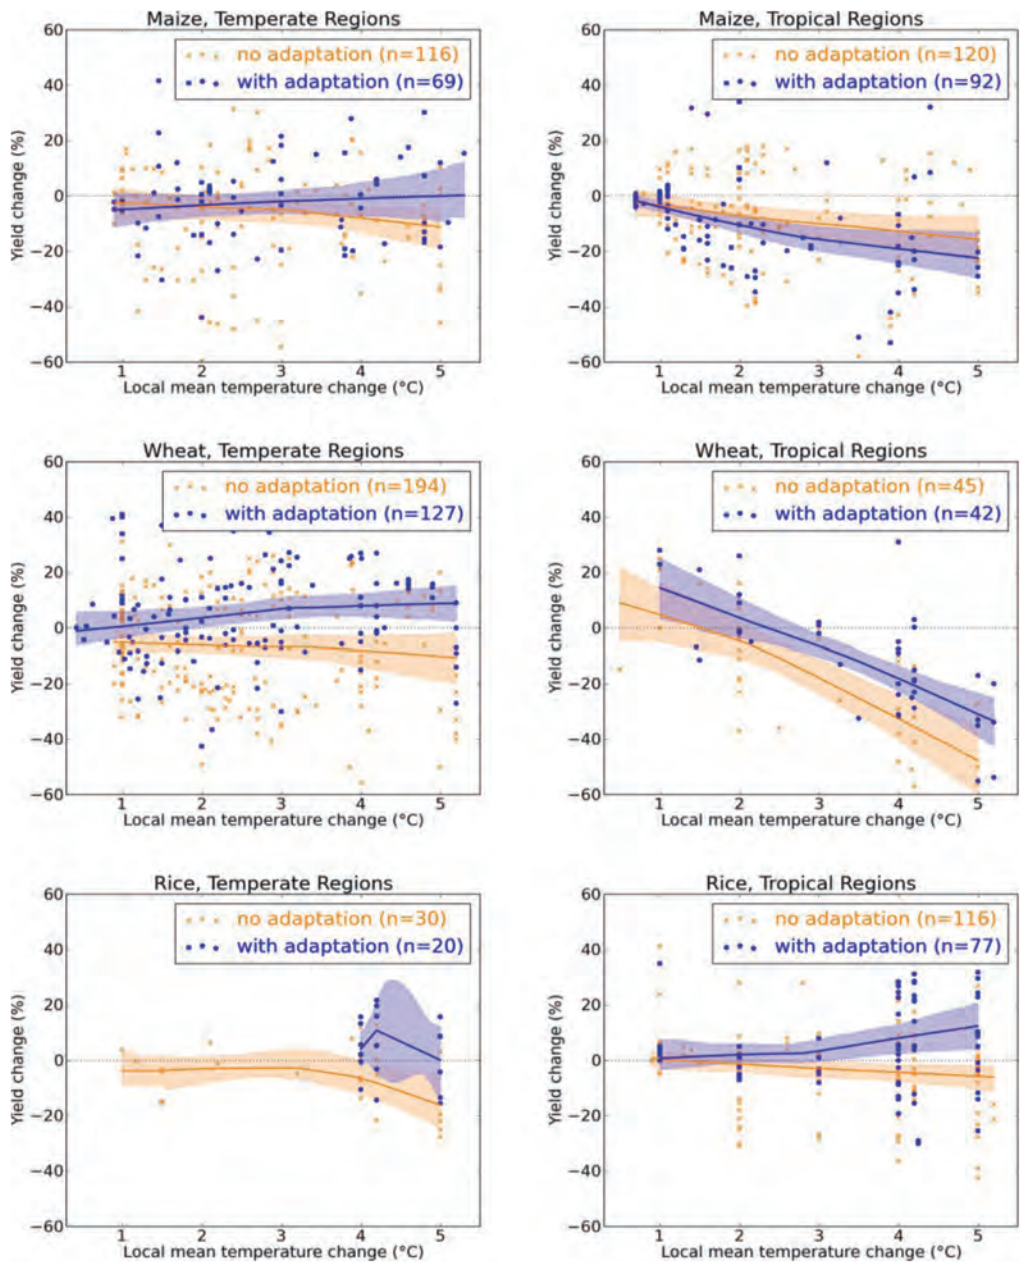 Maize, Temperate Regions
60
40
20
0
−20
−40
−60
Yield change (%)
no adaptation (n=116)
with adaptation (n=69)
1 2 3 4 5
Local mean temperature change (°C)
Maize, Tropical Regions
60
40
20
0
−20
−40
−60
Yield change (%)
no adaptation (n=120)
with adaptation (n=92)
1 2 3 4 5
Local mean temperature change (°C)
Wheat, Temperate Regions
60
40
20
0
−20
−40
−60
Yield change (%)
no adaptation (n=194)
with adaptation (n=127)
1 2 3 4 5
Local mean temperature change (°C)
Wheat, Tropical Regions
60
40
20
0
−20
−40
−60
Yield change (%)
no adaptation (n=45)
with adaptation (n=42)
1 2 3 4 5
Local mean temperature change (°C)
Rice, Temperate Regions
60
40
20
0
−20
−40
−60
Yield change (%)
no adaptation (n=30)
with adaptation (n=20)
1 2 3 4 5
Local mean temperature change (°C)
Rice, Tropical Regions
60
40
20
0
−20
−40
−60
Yield change (%)
no adaptation (n=116)
with adaptation (n=77)
1 2 3 4 5
Local mean temperature change (°C)